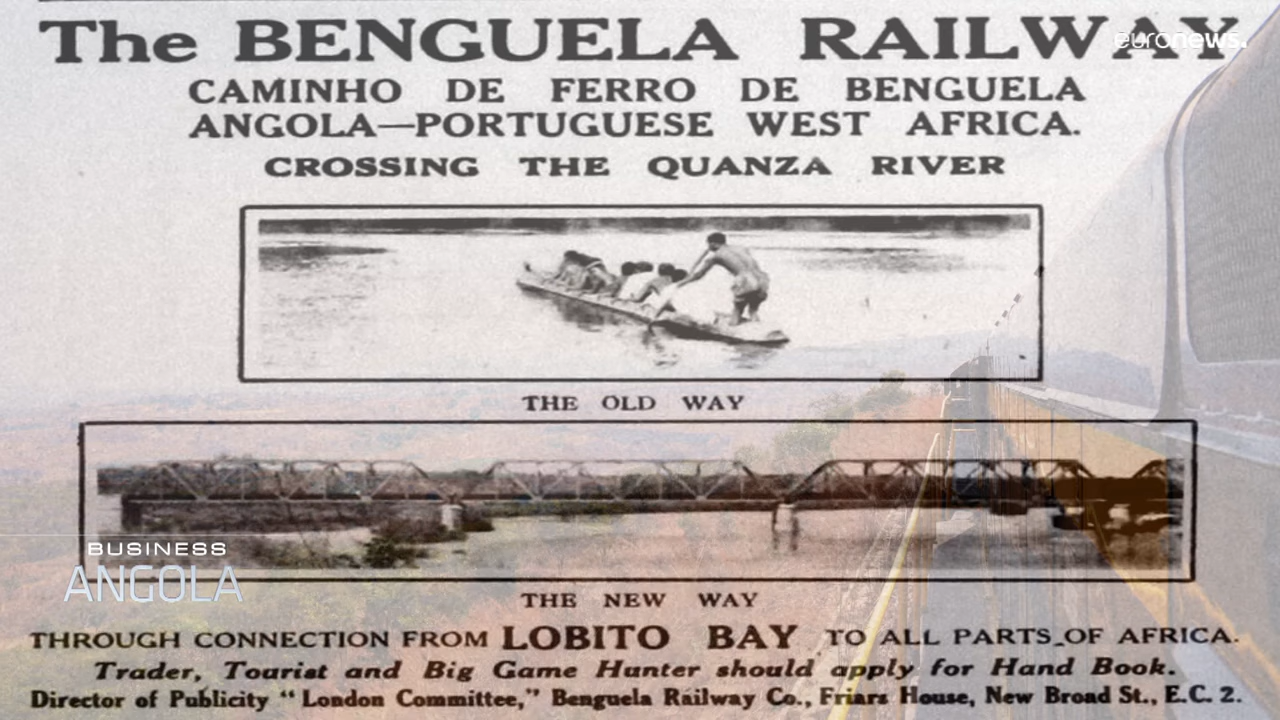 The BENGUELA RAILWAY
euronews.
CAMINHO DE FERRO DE BENGUELA
ANGOLA—PORTUGUESE WEST AFRICA.
CROSSING THE QUANZA RIVER
THE OLD WAY
BUSINESS
ANGOLA
THE NEW WAY
THROUGH CONNECTION FROM LOBITO BAY TO ALL PARTS OF AFRICA.
Trader, Tourist and Big Game Hunter should apply for Hand Book.
Director of Publicity "London Committee," Benguela Railway Co., Friars House, New Broad St., E.C. 2.